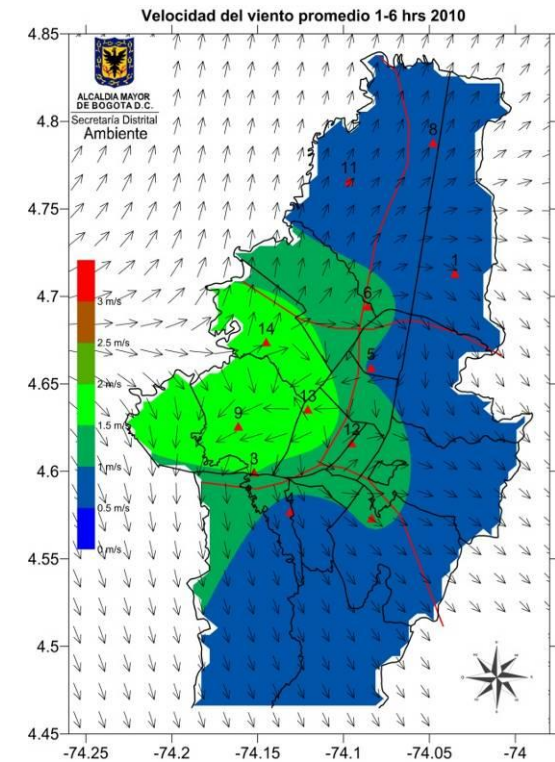 Velocidad del viento promedio 1-6 hrs 2010
4.85
ALCALDIA MAYOR
DE BOGOTA D.C.
Secretaría Distrital
Ambiente
4.8
8
11
4.75
1
4.7
3 m/s
6
2.5 m/s
14
5
4.65
2 m/s
13
1.5 m/s
9
12
4.6
1 m/s
3
0.5 m/s
4
4.55
0 m/s
4.5
4.45
-74.25 -74.2 -74.15 -74.1 -74.05 -74